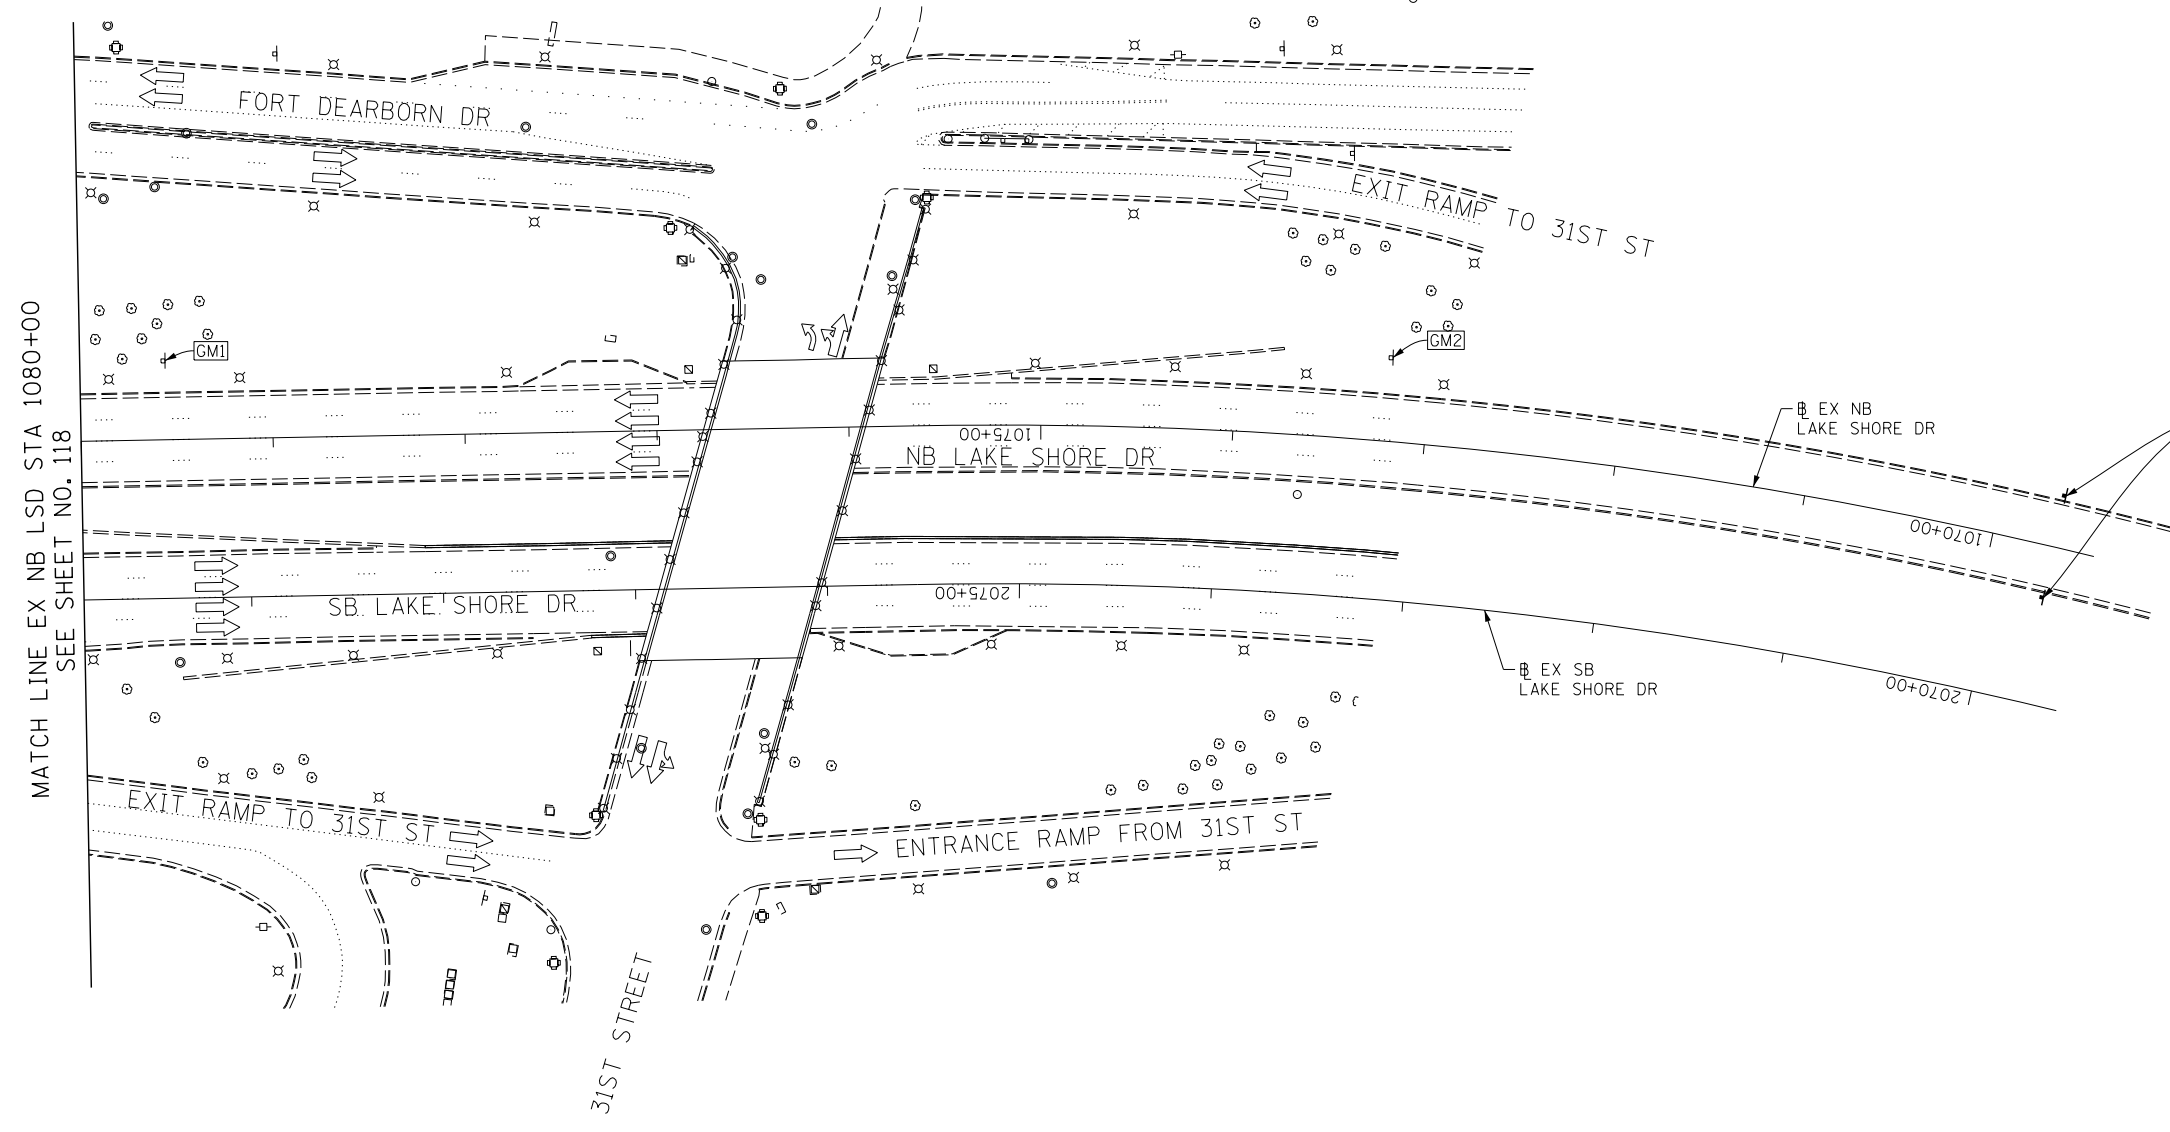 FORT DEARBORN DR
EXIT RAMP TO 31ST ST
MATCH LINE EX NB LSD STA 1080+00
SEE SHEET NO. 118
GM1
GM2
℄ EX NB
LAKE SHORE DR
1075+00
NB LAKE SHORE DR
1070+00
2075+00
SB LAKE SHORE DR
℄ EX SB
LAKE SHORE DR
2070+00
EXIT RAMP TO 31ST ST
ENTRANCE RAMP FROM 31ST ST
31ST STREET